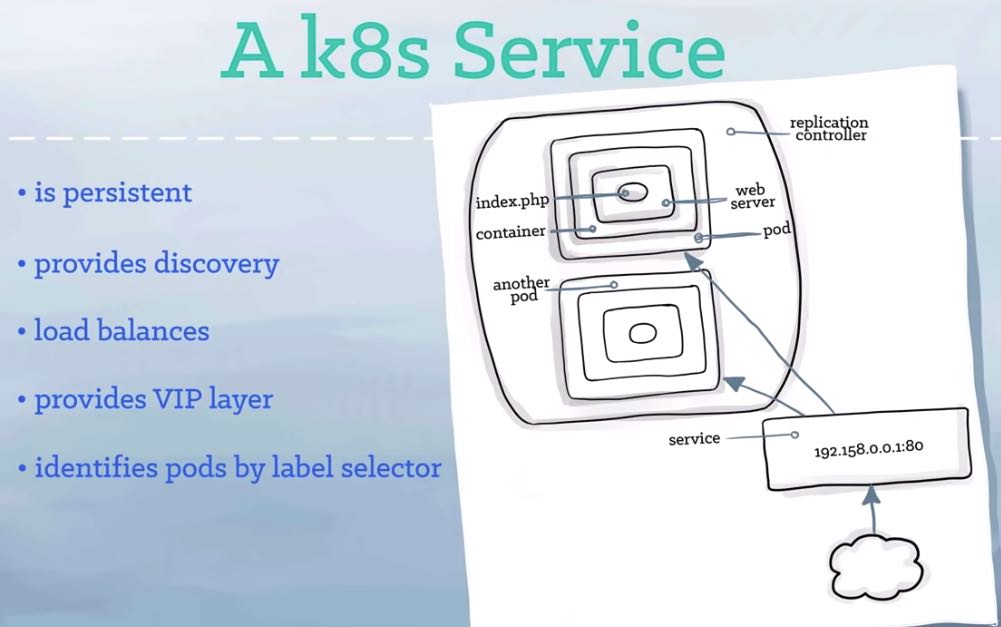 A k8s Service
• is persistent
• provides discovery
• load balances
• provides VIP layer
• identifies pods by label selector
replication
controller
index.php
web
server
container
pod
another
pod
service
192.158.0.0.1:80